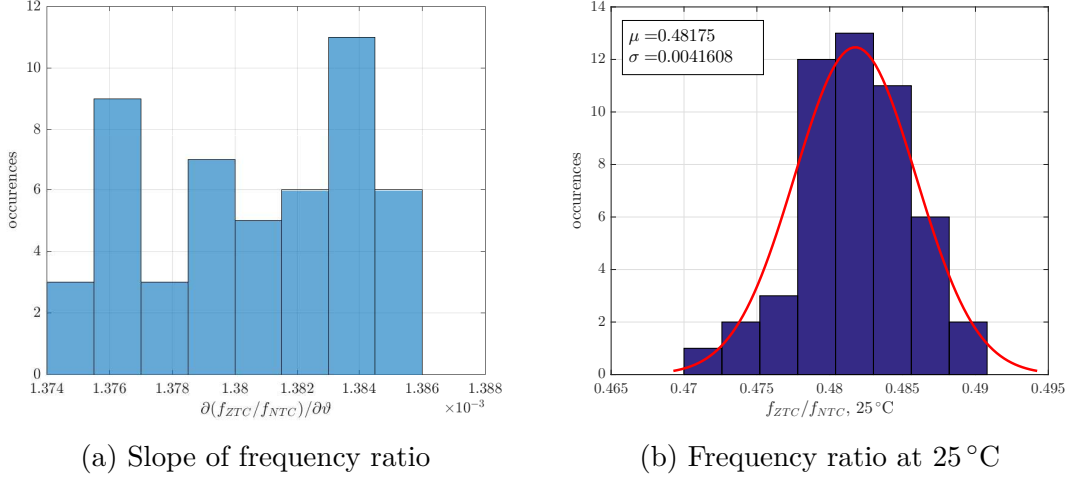 12
10
8
6
4
2
0
occurences
1.374 1.376 1.378 1.38 1.382 1.384 1.386 1.388
×10⁻³
∂(f_ZTC/f_NTC)/∂ϑ
(a) Slope of frequency ratio
14
12
10
8
6
4
2
0
occurences
μ =0.48175
σ =0.0041608
0.465 0.47 0.475 0.48 0.485 0.49 0.495
f_ZTC/f_NTC, 25 °C
(b) Frequency ratio at 25 °C